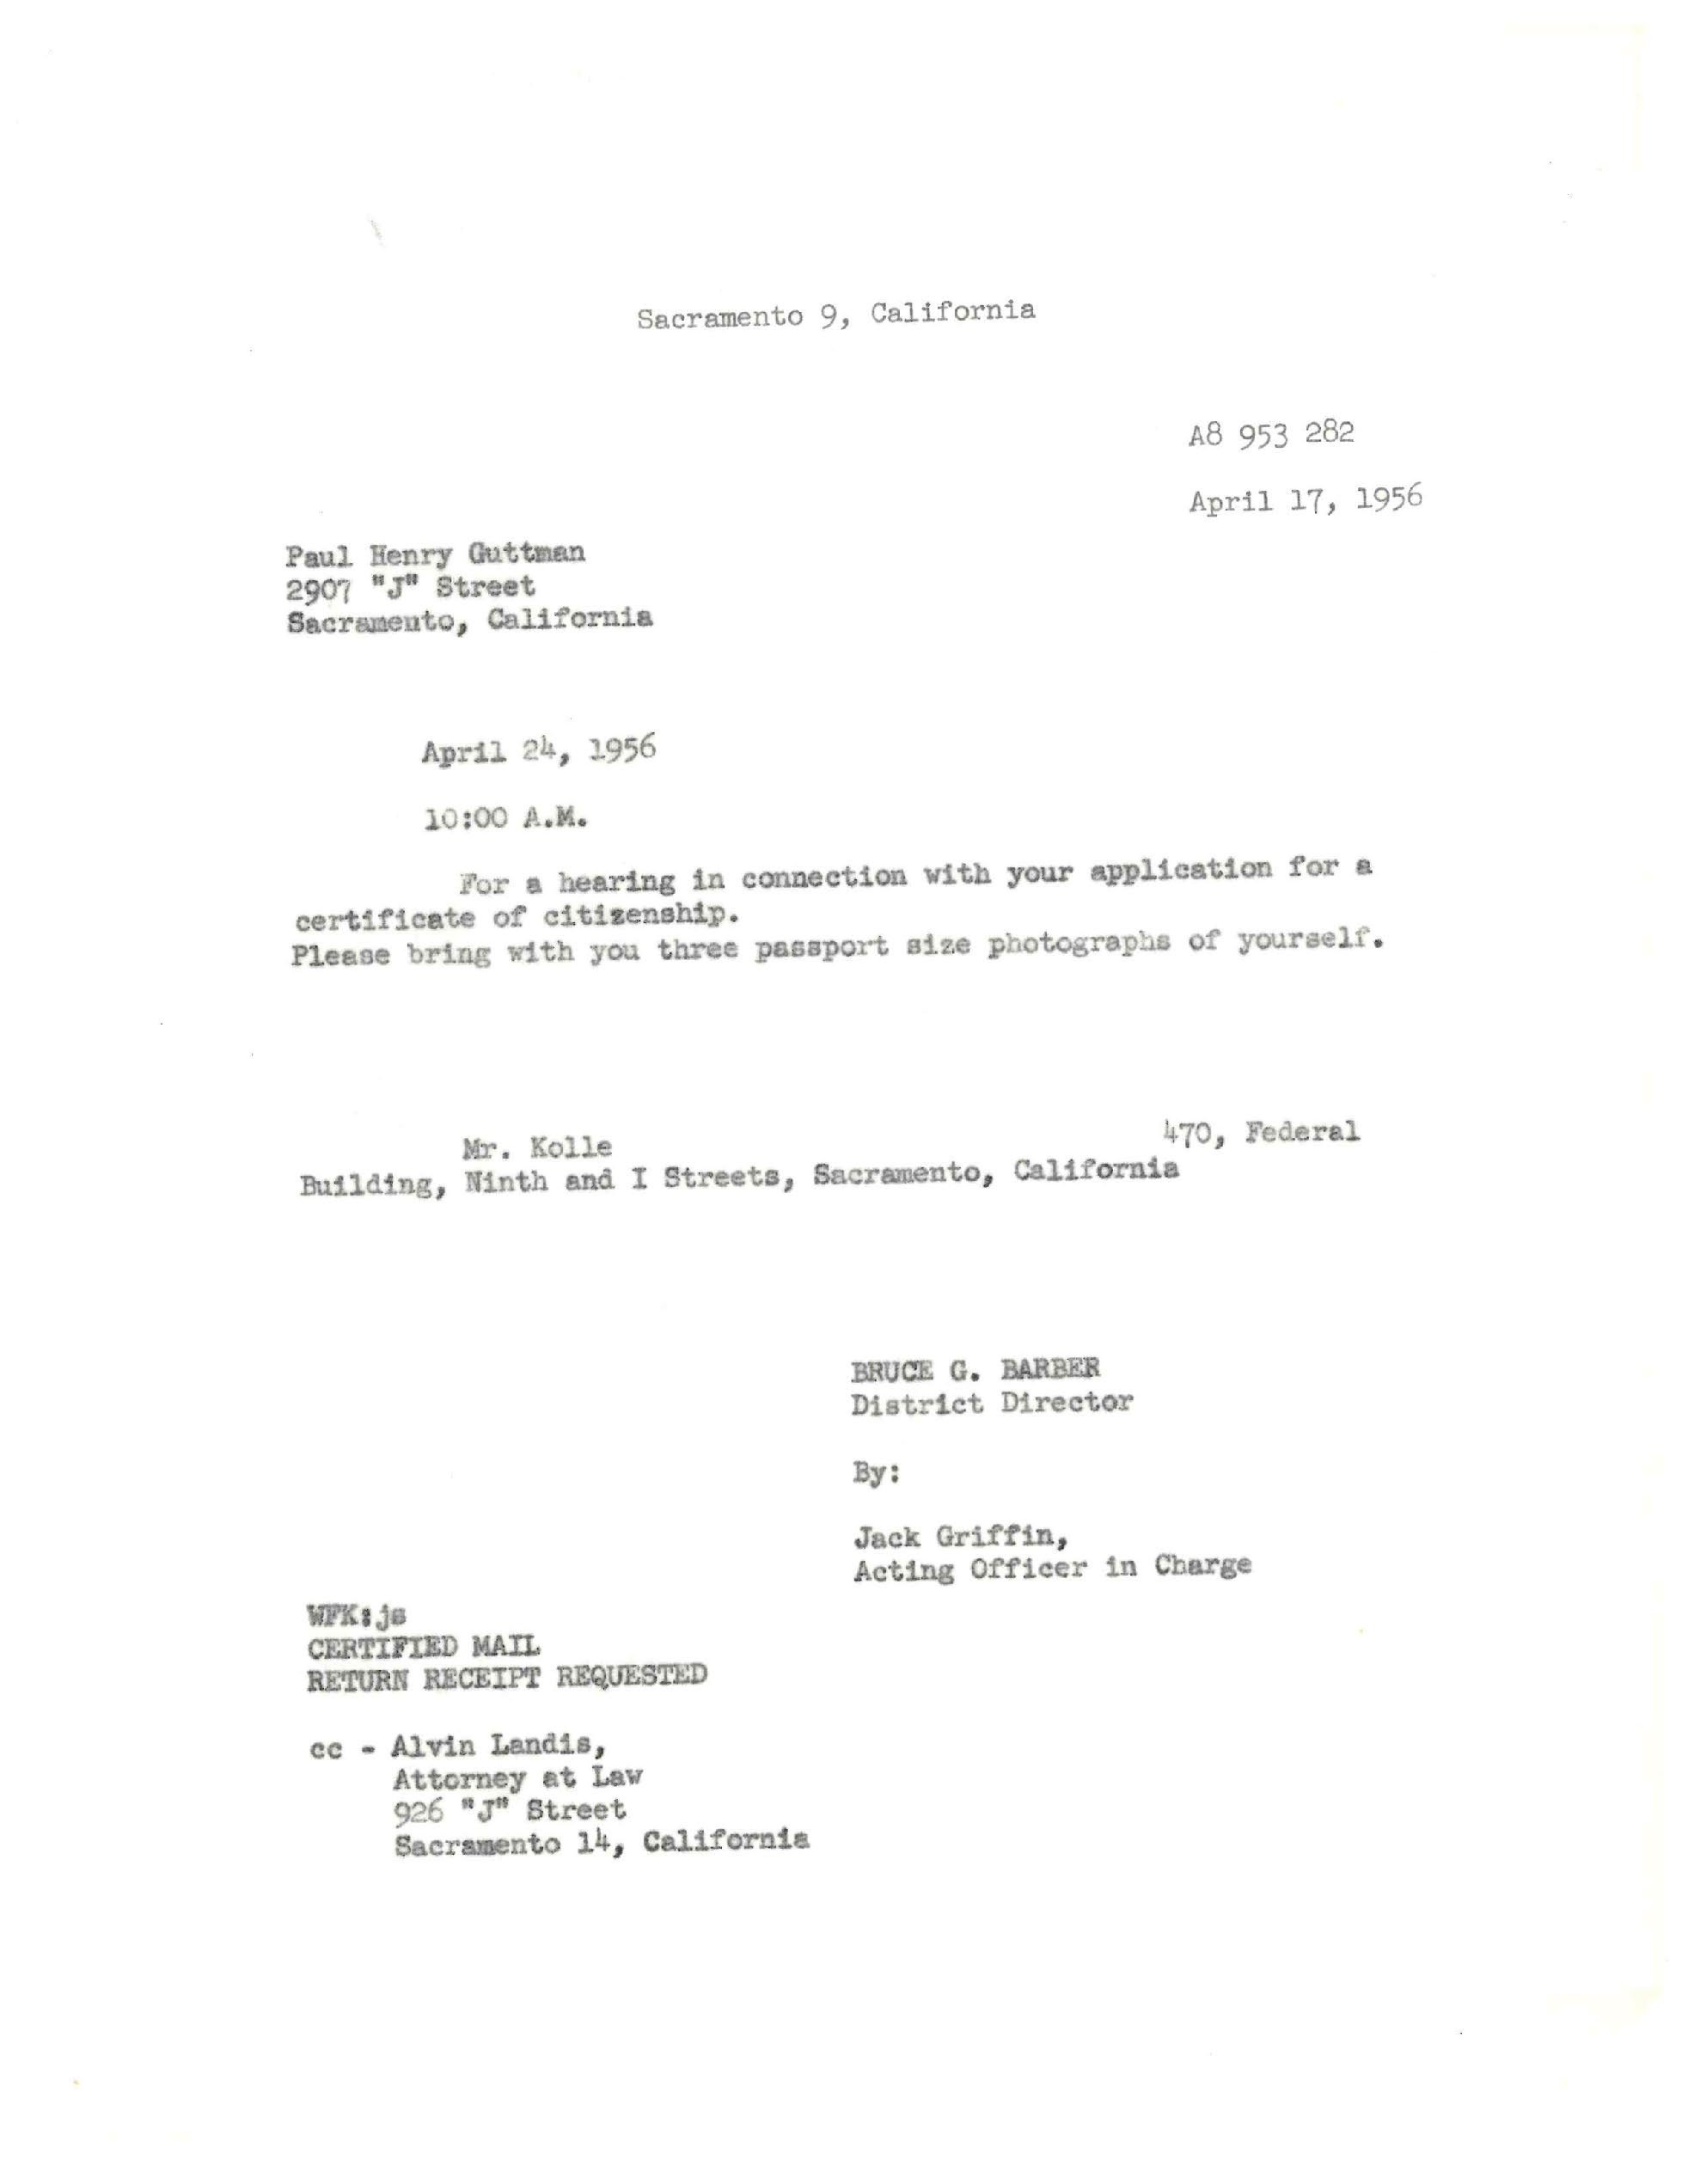 Sacramento 9, California
A8 953 282
April 17, 1956
Paul Henry Guttman
2907 "J" Street
Sacramento, California
April 24, 1956
10:00 A.M.
For a hearing in connection with your application for a
certificate of citizenship.
Please bring with you three passport size photographs of yourself.
Mr. Kolle 470, Federal
Building, Ninth and I Streets, Sacramento, California
BRUCE G. BARBER
District Director
By:
Jack Griffin,
Acting Officer in Charge
WFK:js
CERTIFIED MAIL
RETURN RECEIPT REQUESTED
cc - Alvin Landis,
Attorney at Law
926 "J" Street
Sacramento 14, California